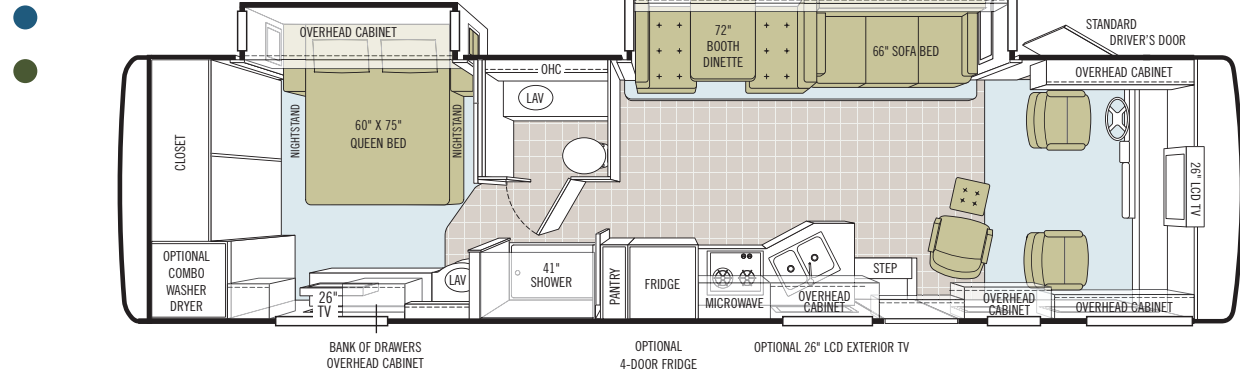 OVERHEAD CABINET
72"
BOOTH
DINETTE
66" SOFA BED
STANDARD
DRIVER'S DOOR
OHC
OVERHEAD CABINET
LAV
CLOSET
NIGHTSTAND
60" X 75"
QUEEN BED
NIGHTSTAND
26" LCD TV
OPTIONAL
COMBO
WASHER
DRYER
26"
TV
LAV
41"
SHOWER
PANTRY
FRIDGE
MICROWAVE
OVERHEAD
CABINET
STEP
OVERHEAD
CABINET
OVERHEAD CABINET
BANK OF DRAWERS
OVERHEAD CABINET
OPTIONAL
4-DOOR FRIDGE
OPTIONAL 26" LCD EXTERIOR TV